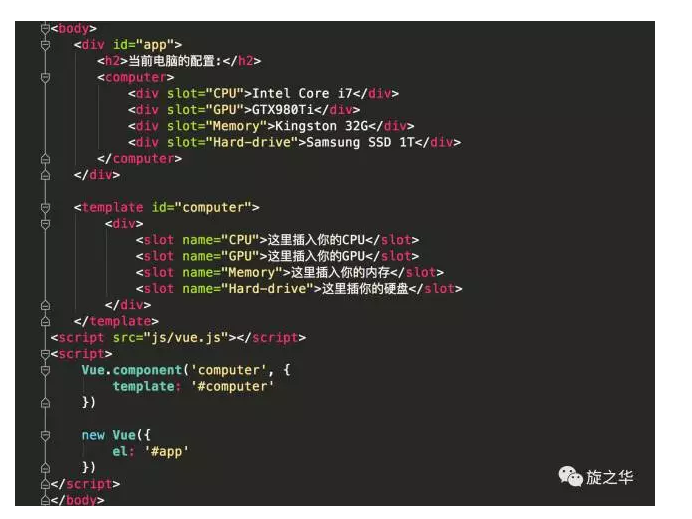 <body>
<div id="app">
<h2>当前电脑的配置:</h2>
<computer>
<div slot="CPU">Intel Core i7</div>
<div slot="GPU">GTX980Ti</div>
<div slot="Memory">Kingston 32G</div>
<div slot="Hard-drive">Samsung SSD 1T</div>
</computer>
</div>
<template id="computer">
<div>
<slot name="CPU">这里插入你的CPU</slot>
<slot name="GPU">这里插入你的GPU</slot>
<slot name="Memory">这里插入你的内存</slot>
<slot name="Hard-drive">这里插你的硬盘</slot>
</div>
</template>
<script src="js/vue.js"></script>
<script>
Vue.component('computer', {
template: '#computer'
})
new Vue({
el: '#app'
})
</script>
</body>
旋之华